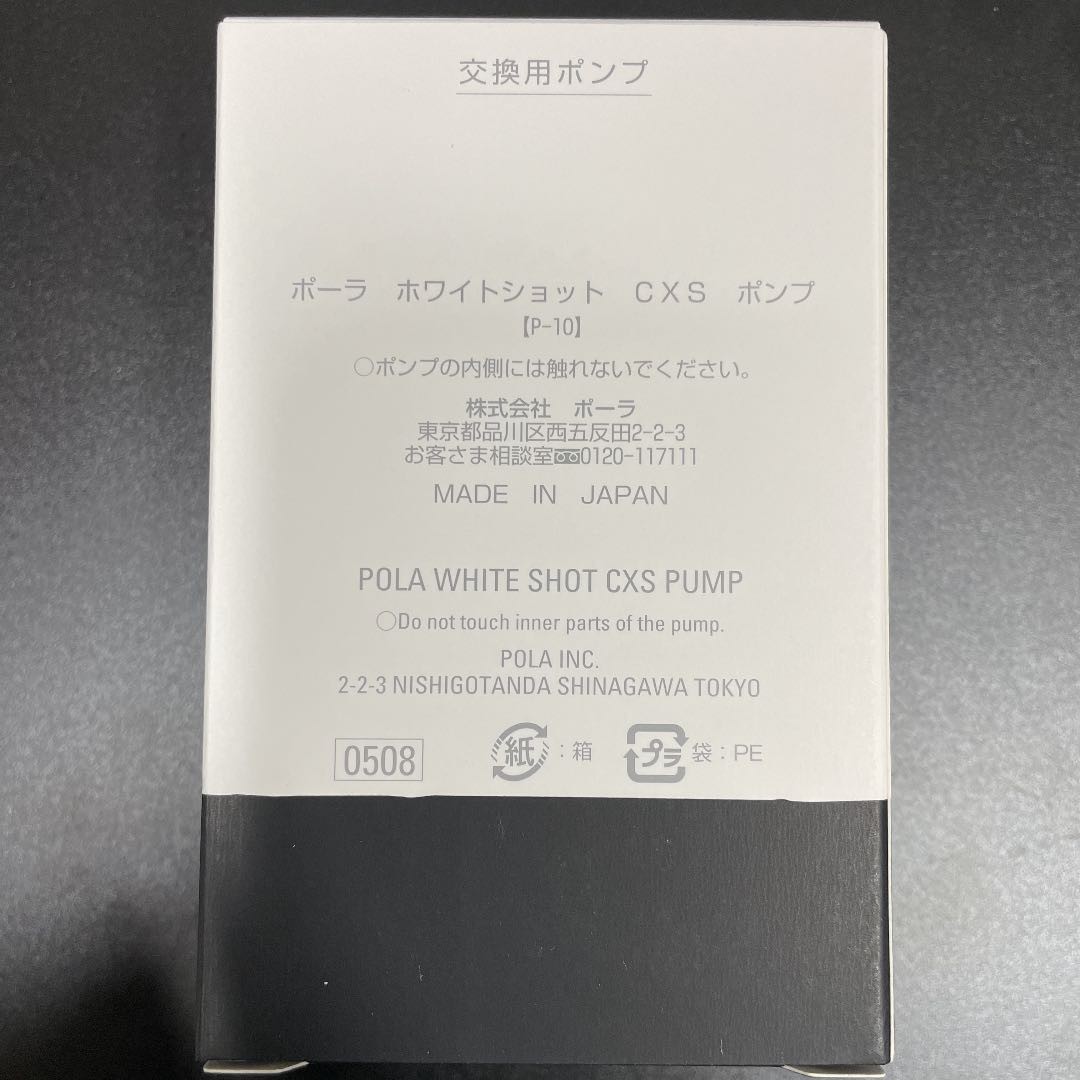 交換用ポンプ
ポーラ　ホワイトショット　CXS　ポンプ
【P-10】
○ポンプの内側には触れないでください。
株式会社　ポーラ
東京都品川区西五反田2-2-3
お客さま相談室0120-117111
MADE IN JAPAN
POLA WHITE SHOT CXS PUMP
○Do not touch inner parts of the pump.
POLA INC.
2-2-3 NISHIGOTANDA SHINAGAWA TOKYO
0508 紙：箱 プラ 袋：PE